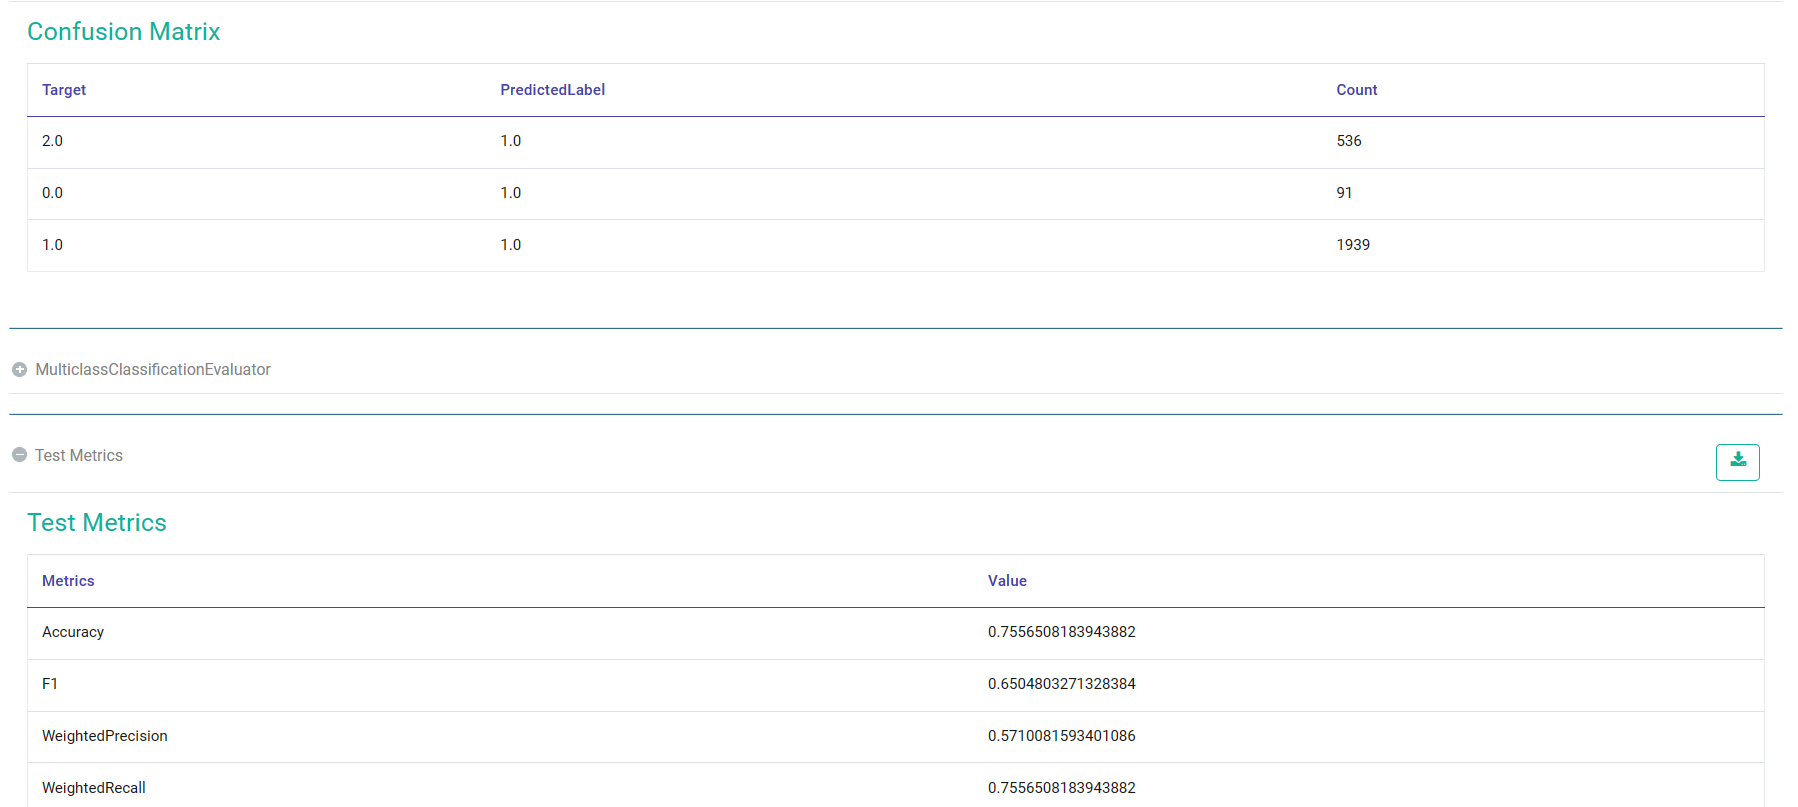 Confusion Matrix
Target PredictedLabel Count
2.0 1.0 536
0.0 1.0 91
1.0 1.0 1939
MulticlassClassificationEvaluator
Test Metrics
Test Metrics
Metrics Value
Accuracy 0.7556508183943882
F1 0.6504803271328384
WeightedPrecision 0.5710081593401086
WeightedRecall 0.7556508183943882